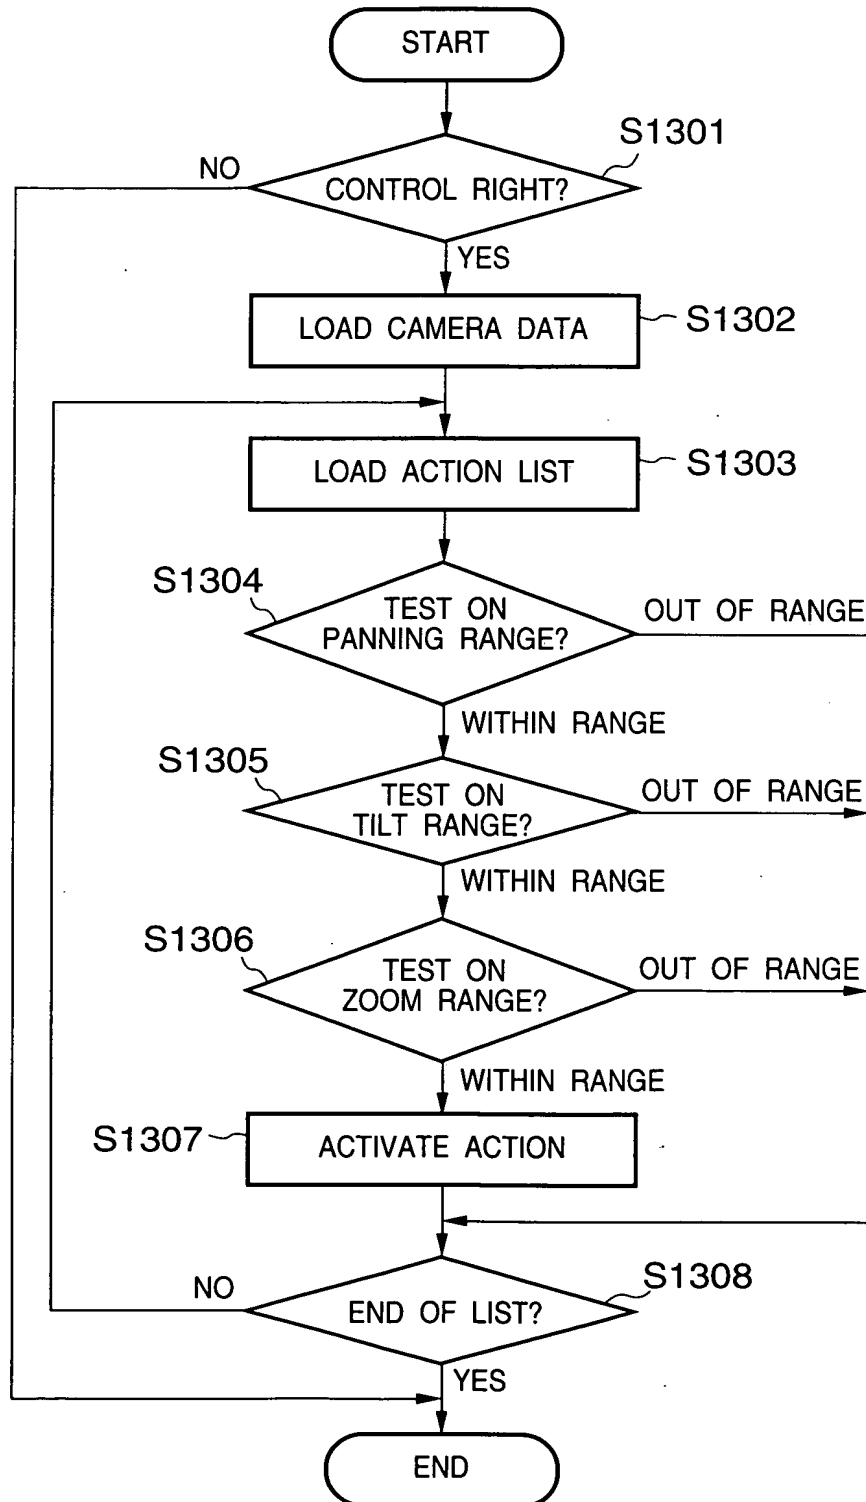 START
S1301
NO
CONTROL RIGHT?
YES
LOAD CAMERA DATA
S1302
LOAD ACTION LIST
S1303
S1304
TEST ON
PANNING RANGE?
OUT OF RANGE
WITHIN RANGE
S1305
TEST ON
TILT RANGE?
OUT OF RANGE
WITHIN RANGE
S1306
TEST ON
ZOOM RANGE?
OUT OF RANGE
WITHIN RANGE
S1307
ACTIVATE ACTION
NO
S1308
END OF LIST?
YES
END